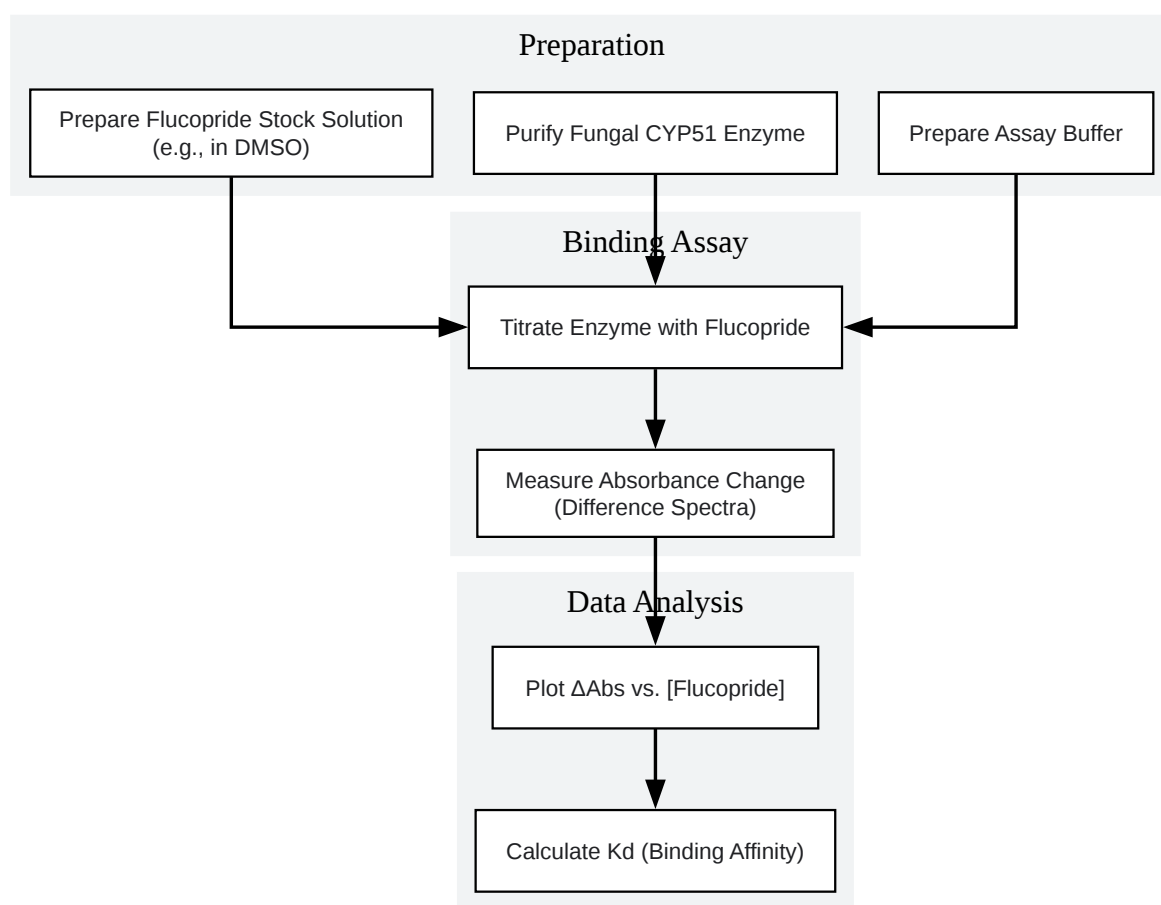 Preparation
Prepare Flucopride Stock Solution
(e.g., in DMSO)
Purify Fungal CYP51 Enzyme
Prepare Assay Buffer
Binding Assay
Titrate Enzyme with Flucopride
Measure Absorbance Change
(Difference Spectra)
Data Analysis
Plot ΔAbs vs. [Flucopride]
Calculate Kd (Binding Affinity)